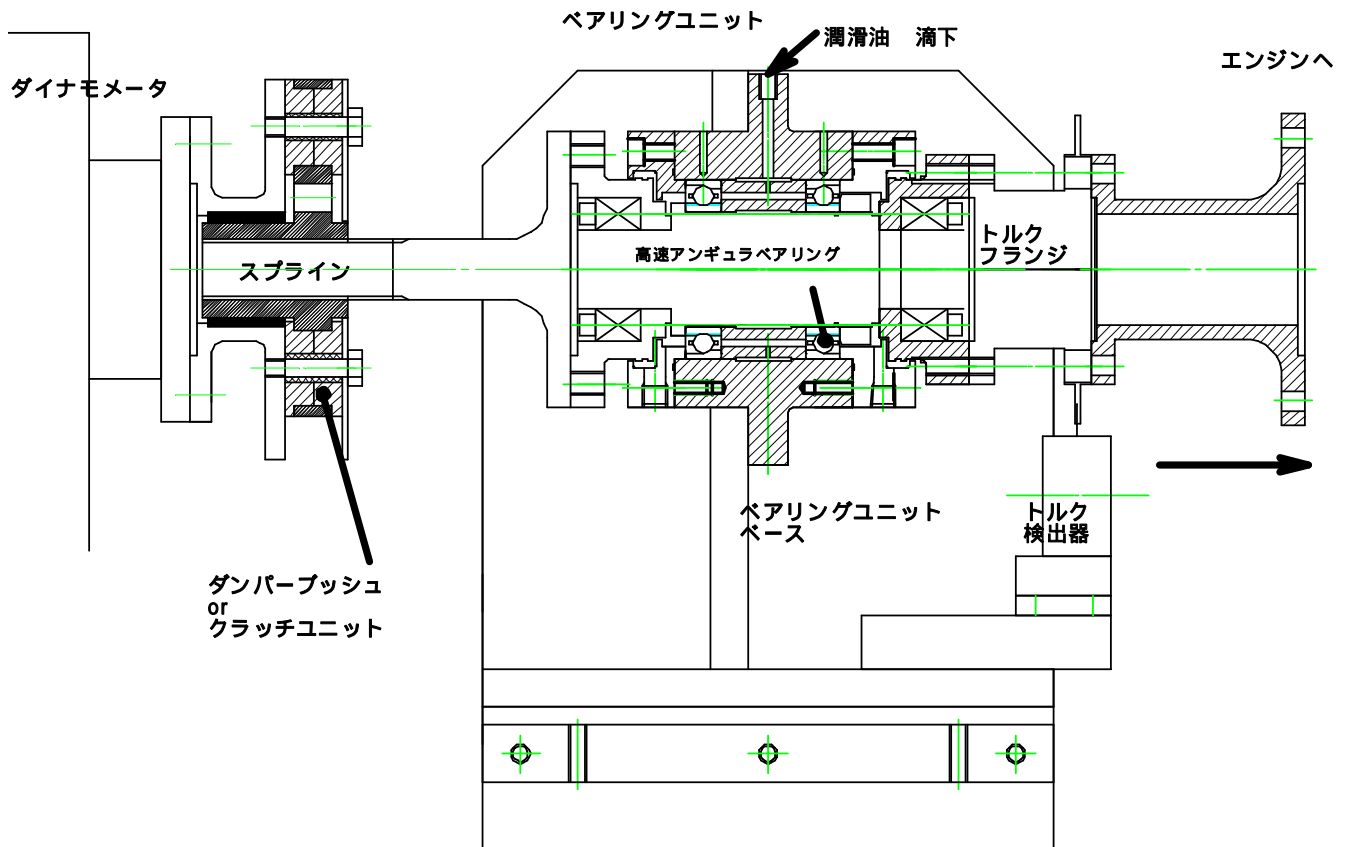 ベアリングユニット
潤滑油　滴下
エンジンへ
ダイナモメータ
スプライン
高速アンギュラベアリング
トルク
フランジ
ベアリングユニット
ベース
トルク
検出器
ダンパーブッシュ
or
クラッチユニット